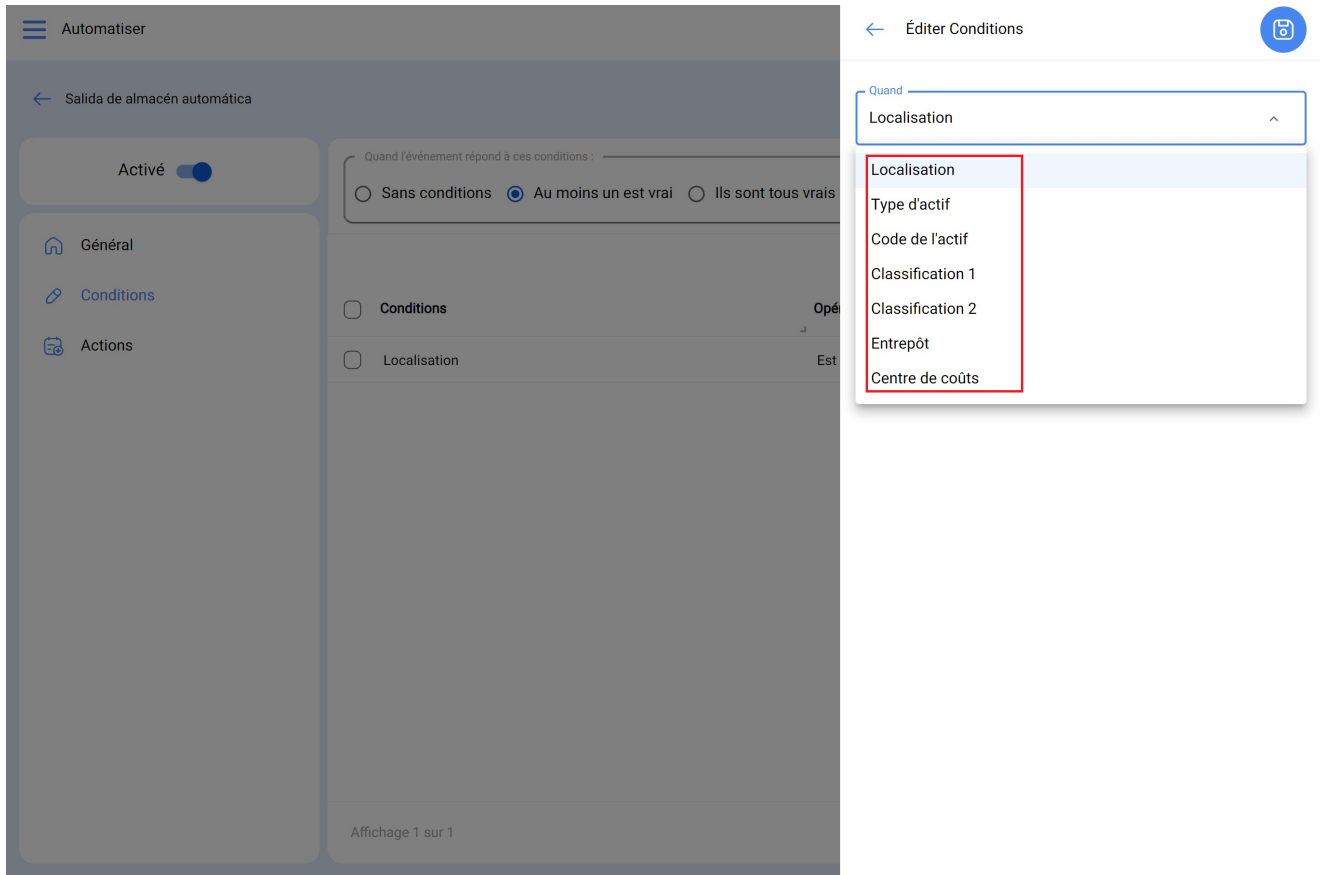 Automatiser
Salida de almacén automática
Activé
Général
Conditions
Actions
Quand l'événement répond à ces conditions :
Sans conditions Au moins un est vrai Ils sont tous vrais
Conditions Opé
Localisation Est
Affichage 1 sur 1
Éditer Conditions
Quand
Localisation
Localisation
Type d'actif
Code de l'actif
Classification 1
Classification 2
Entrepôt
Centre de coûts